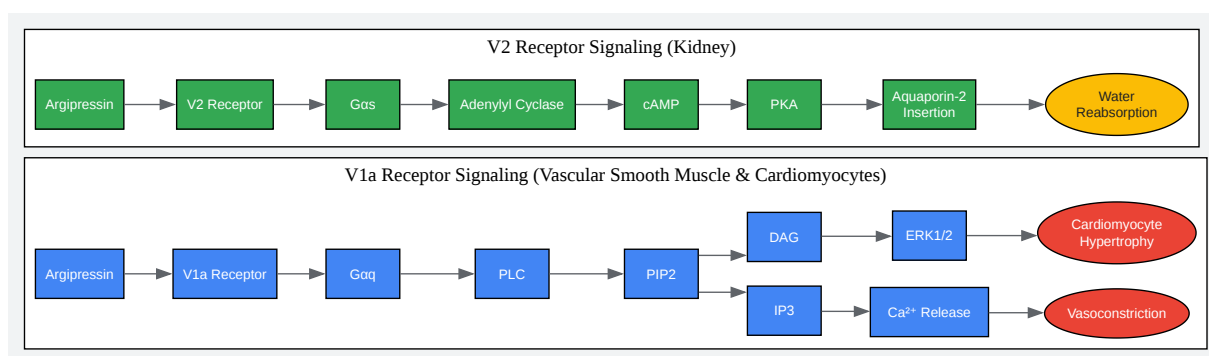 V2 Receptor Signaling (Kidney)
Argipressin
V2 Receptor
Gαs
Adenylyl Cyclase
cAMP
PKA
Aquaporin-2
Insertion
Water
Reabsorption
V1a Receptor Signaling (Vascular Smooth Muscle & Cardiomyocytes)
Argipressin
V1a Receptor
Gαq
PLC
PIP2
DAG
ERK1/2
Cardiomyocyte
Hypertrophy
IP3
Ca²⁺ Release
Vasoconstriction